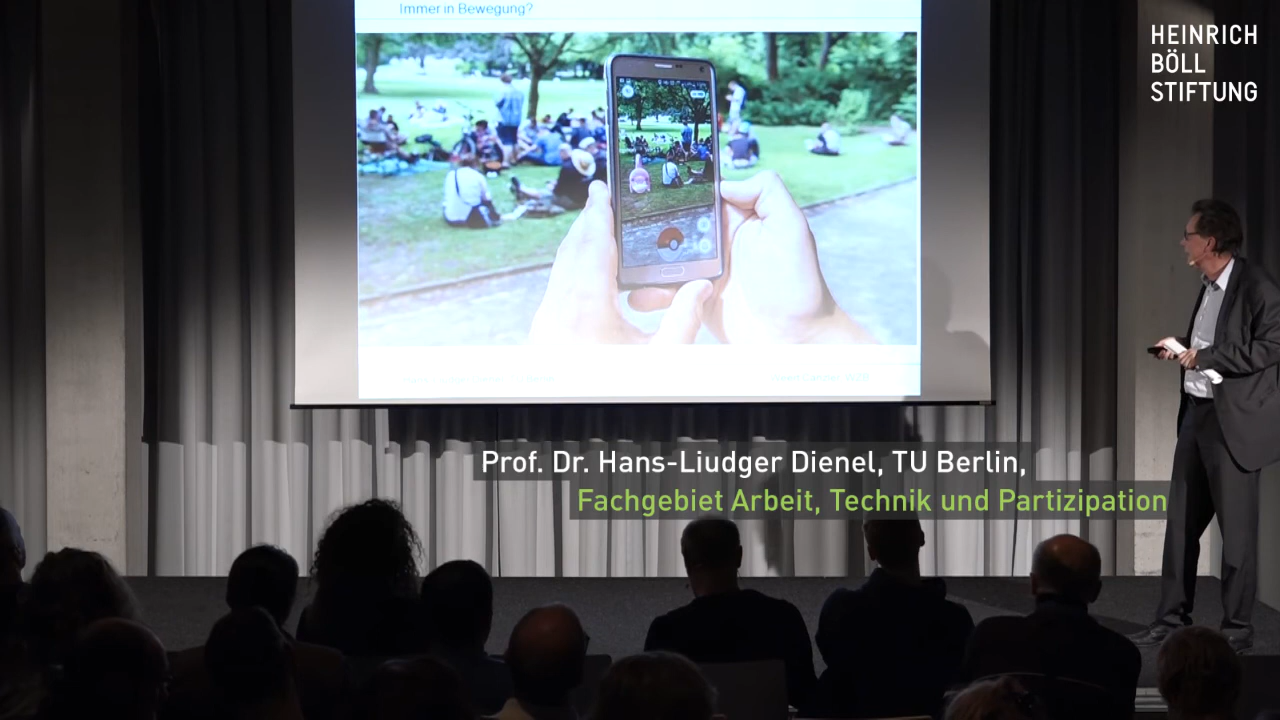 Immer in Bewegung?
HEINRICH
BÖLL
STIFTUNG
Prof. Dr. Hans-Liudger Dienel, TU Berlin,
Fachgebiet Arbeit, Technik und Partizipation